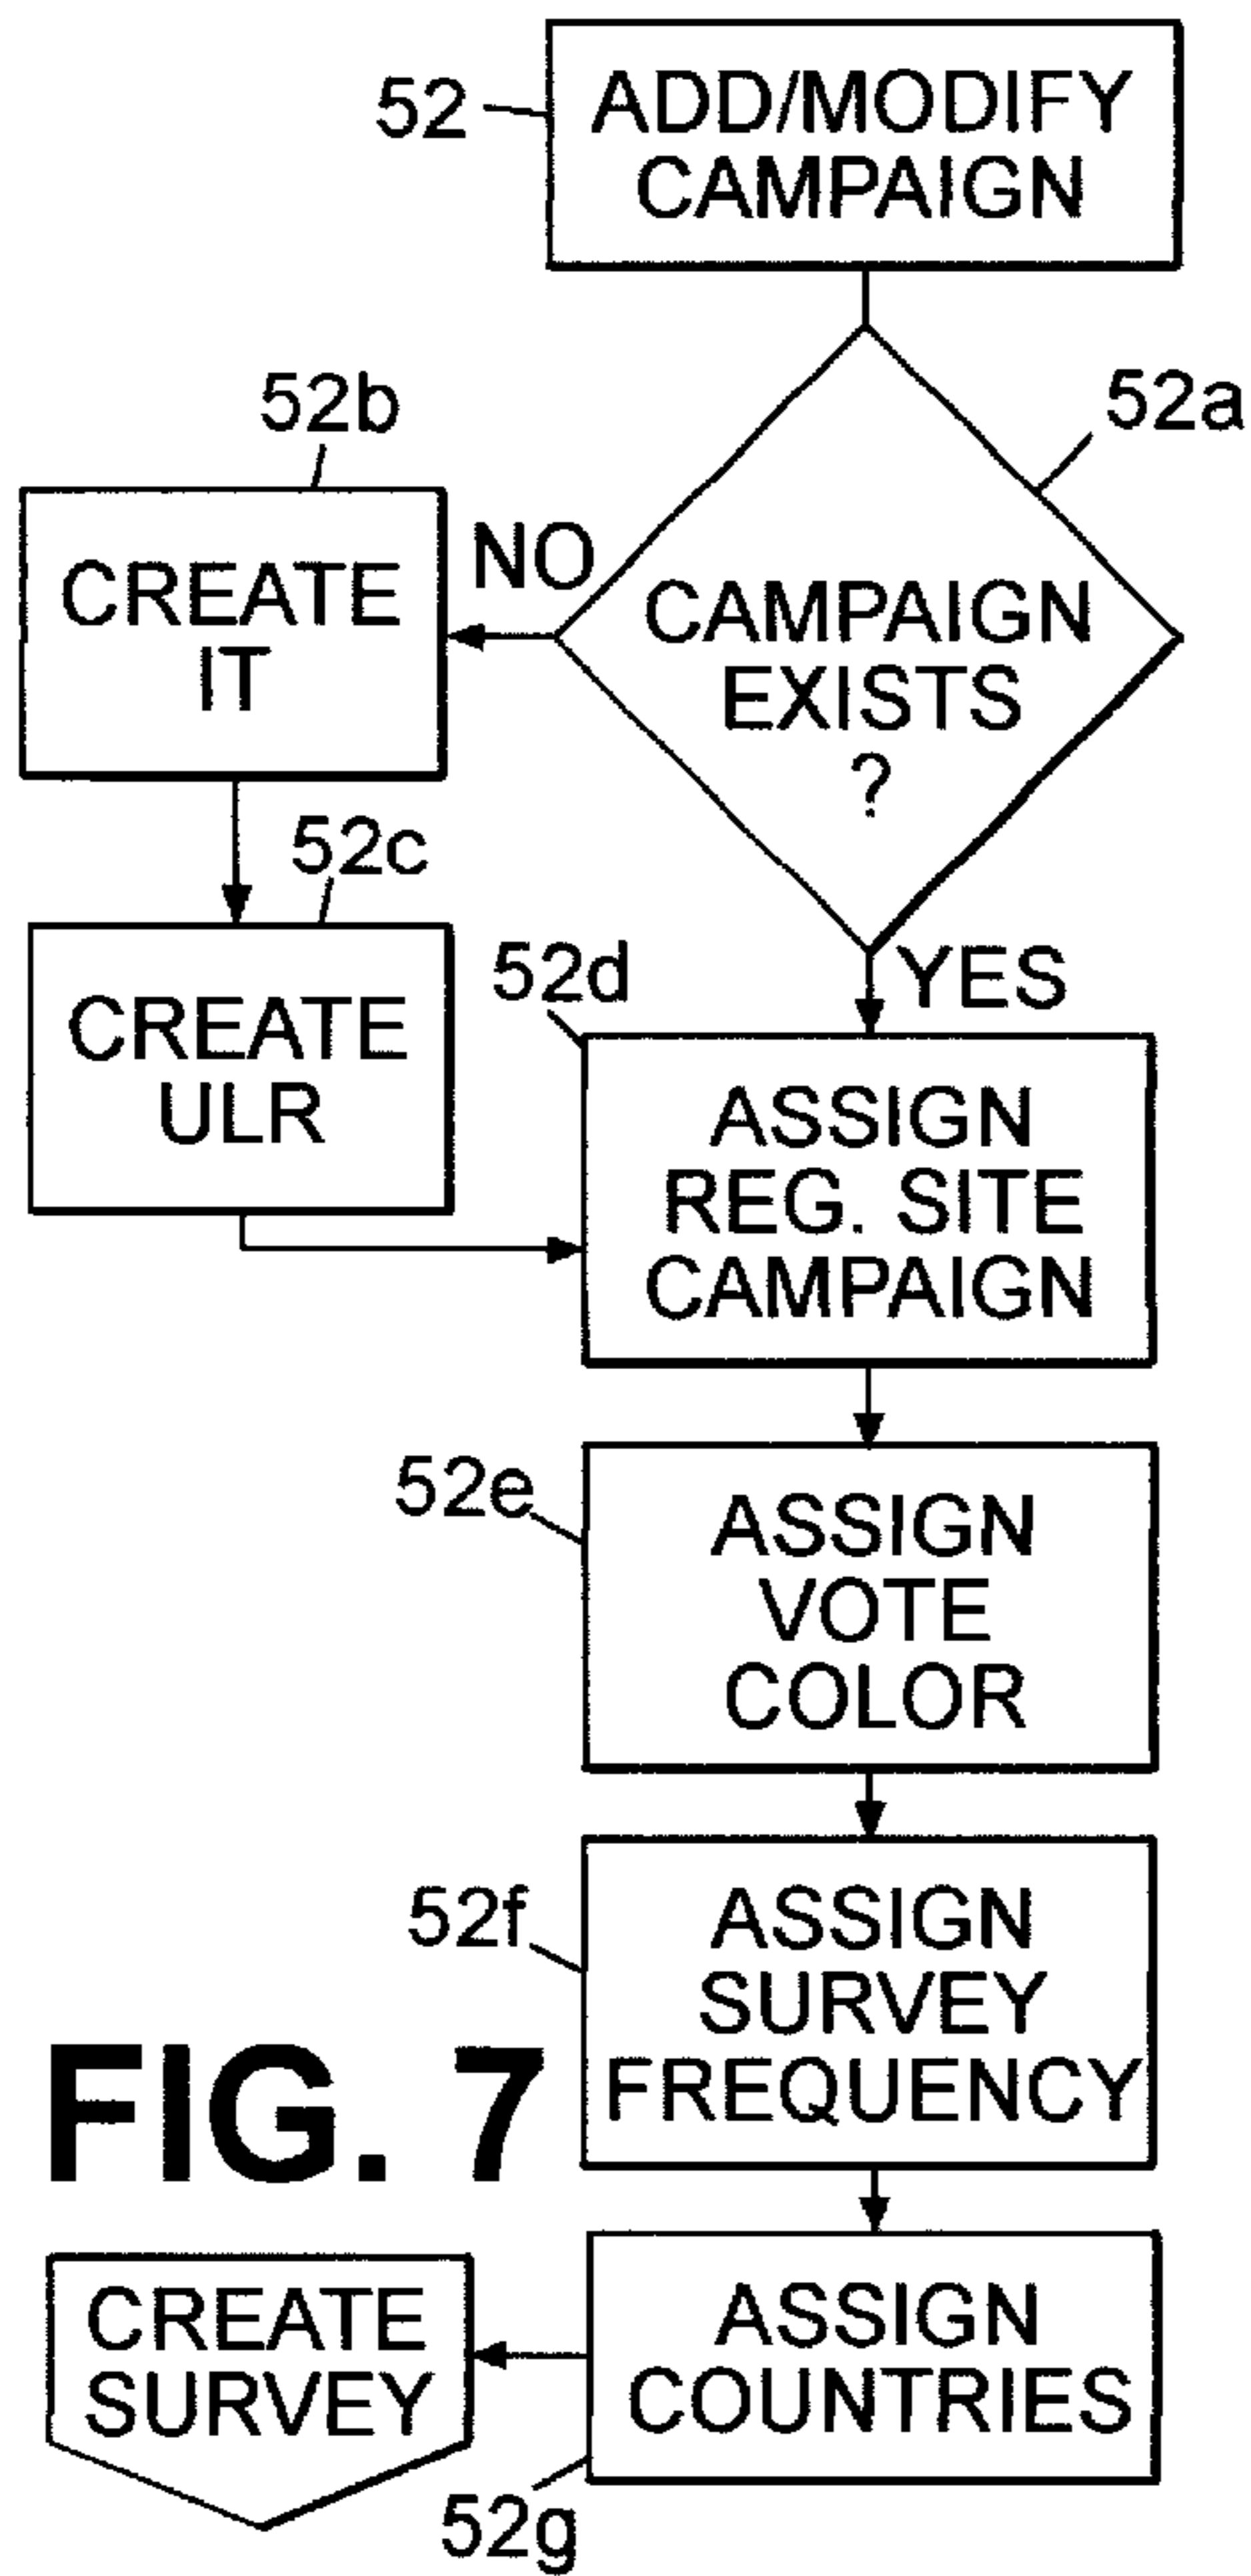 52
ADD/MODIFY
CAMPAIGN
52a
CAMPAIGN
EXISTS
?
NO
52b
CREATE
IT
52c
CREATE
ULR
YES
52d
ASSIGN
REG. SITE
CAMPAIGN
52e
ASSIGN
VOTE
COLOR
52f
ASSIGN
SURVEY
FREQUENCY
FIG. 7
ASSIGN
COUNTRIES
52g
CREATE
SURVEY